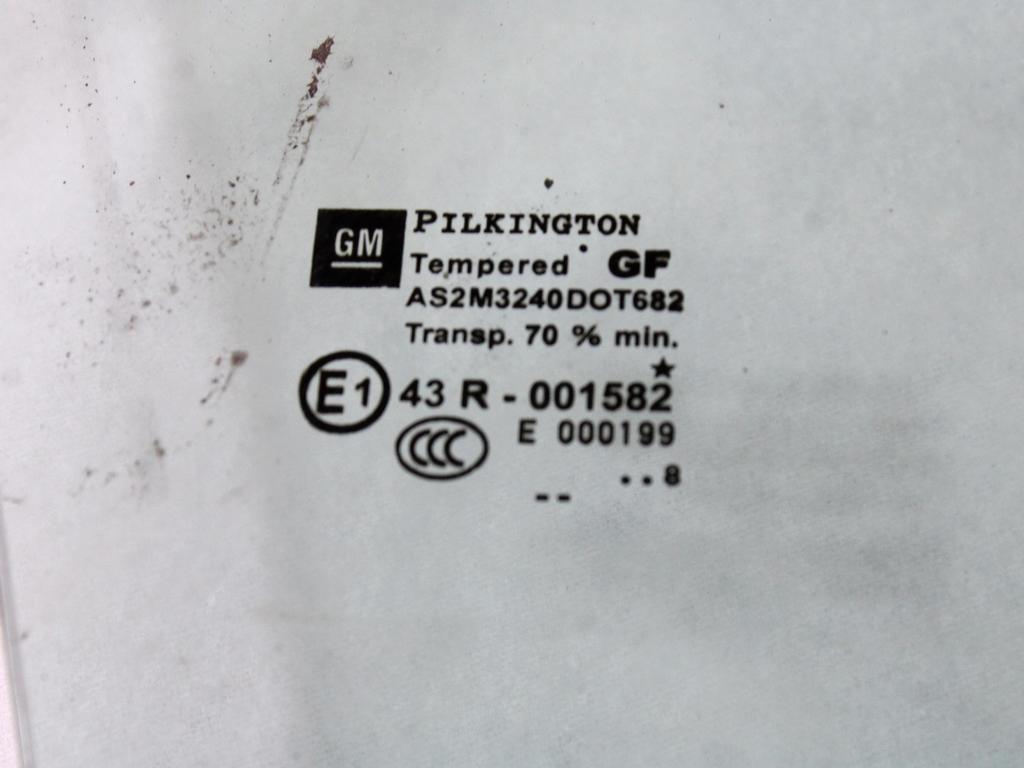 GM
PILKINGTON
Tempered GF
AS2M3240DOT682
Transp. 70 % min.
E1 43 R - 001582
CCC E 000199
. . 8
--